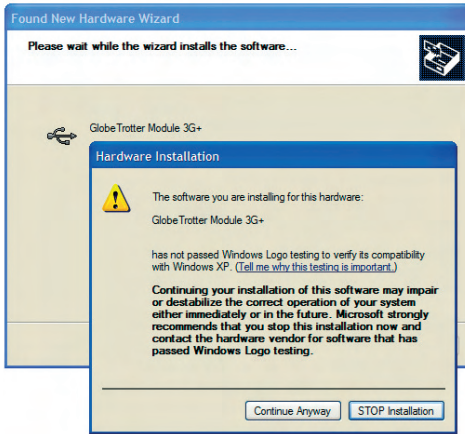 Found New Hardware Wizard
Please wait while the wizard installs the software...
GlobeTrotter Module 3G+
Hardware Installation
The software you are installing for this hardware:
GlobeTrotter Module 3G+
has not passed Windows Logo testing to verify its compatibility
with Windows XP. (Tell me why this testing is important.)
Continuing your installation of this software may impair
or destabilize the correct operation of your system
either immediately or in the future. Microsoft strongly
recommends that you stop this installation now and
contact the hardware vendor for software that has
passed Windows Logo testing.
Continue Anyway
STOP Installation